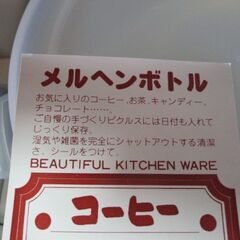 メルヘンボトル
お気に入りのコーヒー、お茶、キャンディー、
チョコレート……。
ご自慢の手づくりピクルスには日付も入れて
じっくり保存。
湿気や雑菌を完全にシャットアウトする清潔
さ、シールをつけて。
BEAUTIFUL KITCHEN WARE
コーヒー